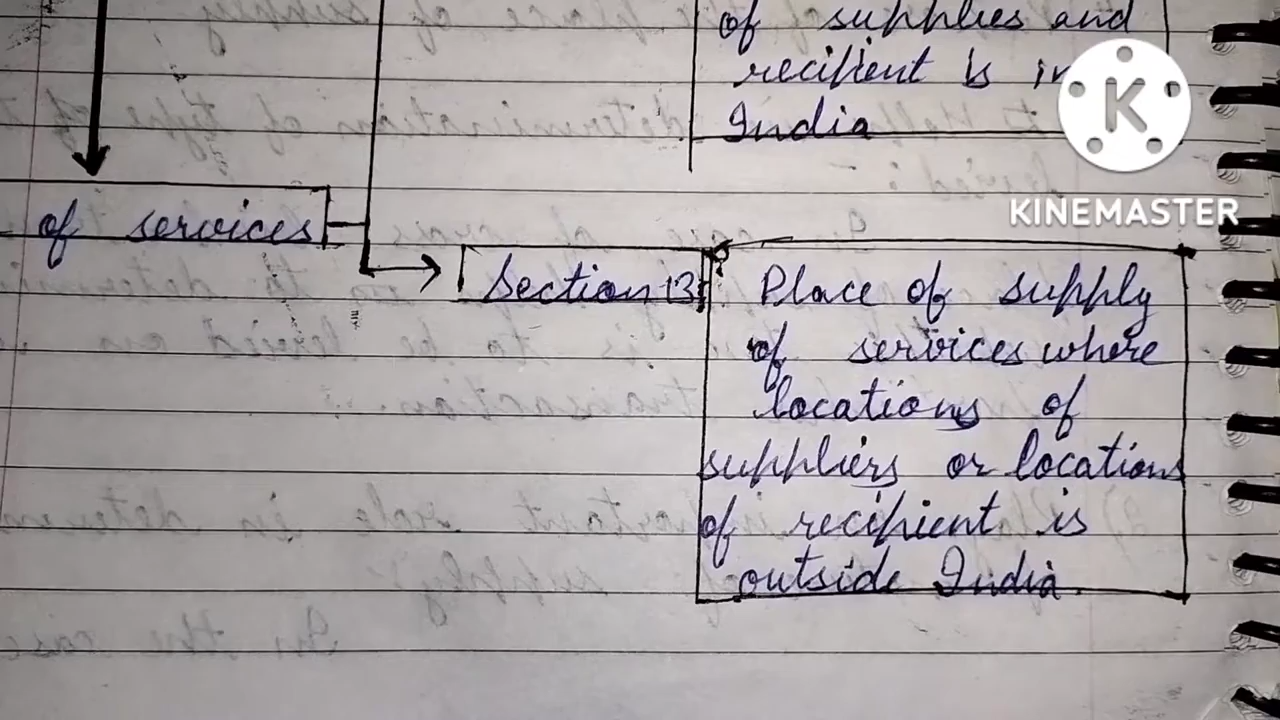 of supplies and
recipient is in
India
KINEMASTER
of services
Section 13
Place of supply
of services where
locations of
suppliers or locations
of recipient is
outside India.